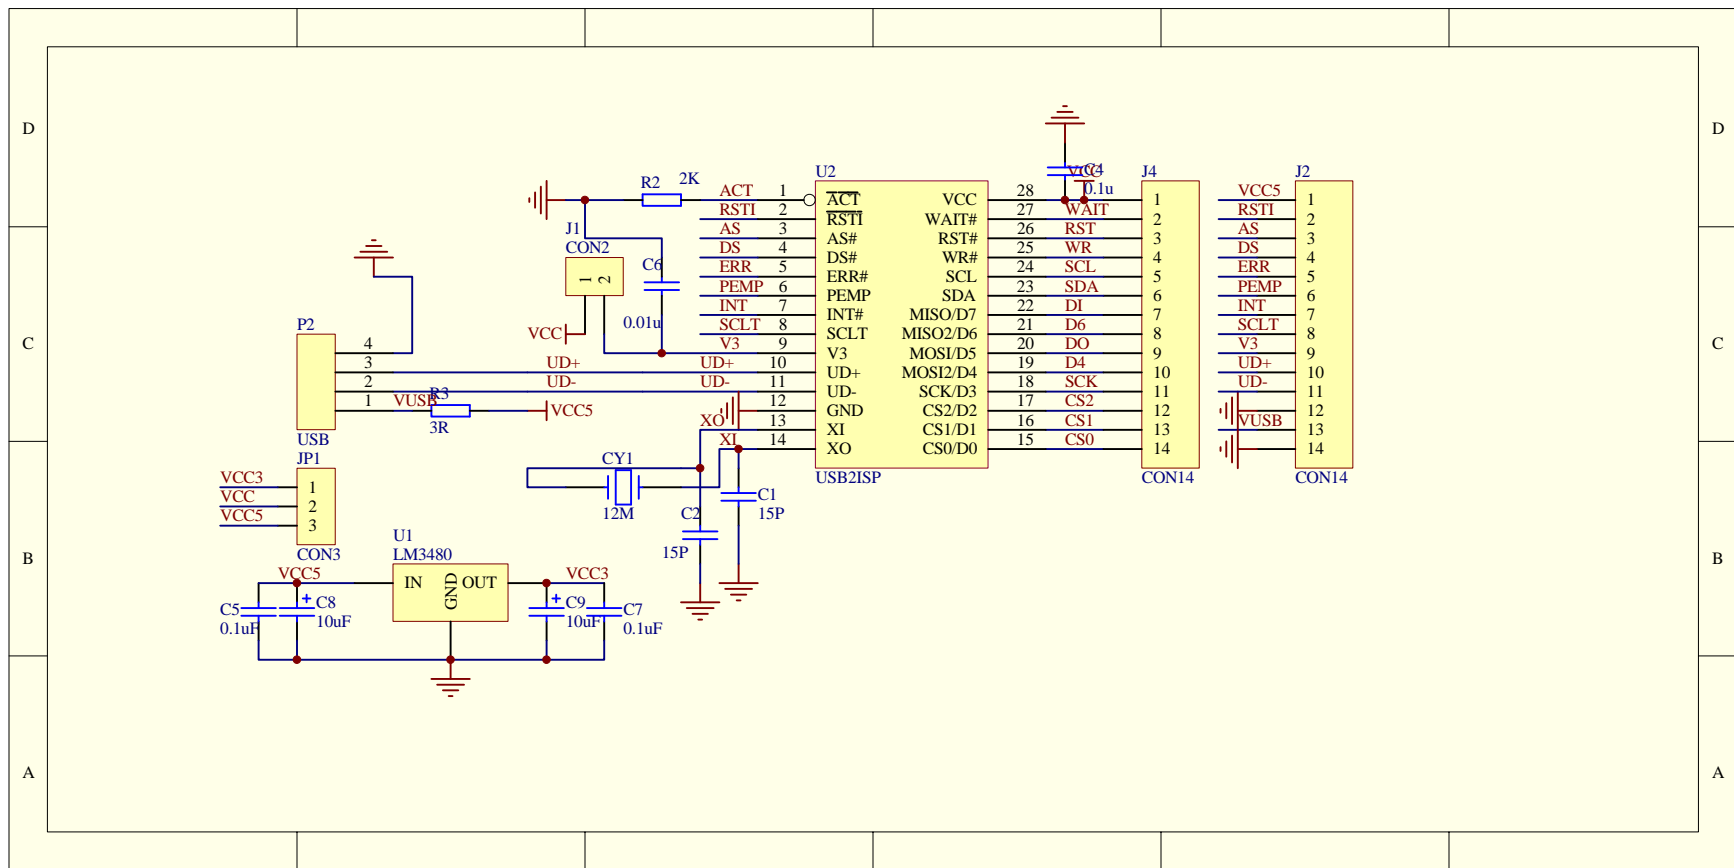 D
D
C
C
B
B
A
A
U2
USB2ISP
ACT 1 ACT
RSTI 2 RSTI
AS 3 AS#
DS 4 DS#
ERR 5 ERR#
PEMP 6 PEMP
INT 7 INT#
SCLT 8 SCLT
V3 9 V3
UD+ UD+ 10 UD+
UD- UD- 11 UD-
12 GND
XO 13 XI
XI 14 XO
VCC 28
WAIT# 27 WAIT
RST# 26 RST
WR# 25 WR
SCL 24 SCL
SDA 23 SDA
MISO/D7 22 DI
MISO2/D6 21 D6
MOSI/D5 20 DO
MOSI2/D4 19 D4
SCK/D3 18 SCK
CS2/D2 17 CS2
CS1/D1 16 CS1
CS0/D0 15 CS0
VCC
C4
0.1u
J4
1
2
3
4
5
6
7
8
9
10
11
12
13
14
CON14
J2
VCC5 1
RSTI 2
AS 3
DS 4
ERR 5
PEMP 6
INT 7
SCLT 8
V3 9
UD+ 10
UD- 11
12
VUSB 13
14
CON14
R2 2K
J1
CON2
1
2
VCC
C6
0.01u
P2
4
3
2
1
USB
VUSB
R3
3R
VCC5
JP1
VCC3 1
VCC 2
VCC5 3
CON3
CY1
12M
C2
15P
C1
15P
U1
LM3480
IN GND OUT
VCC5
VCC3
C5
0.1uF
+
C8
10uF
+
C9
10uF
C7
0.1uF